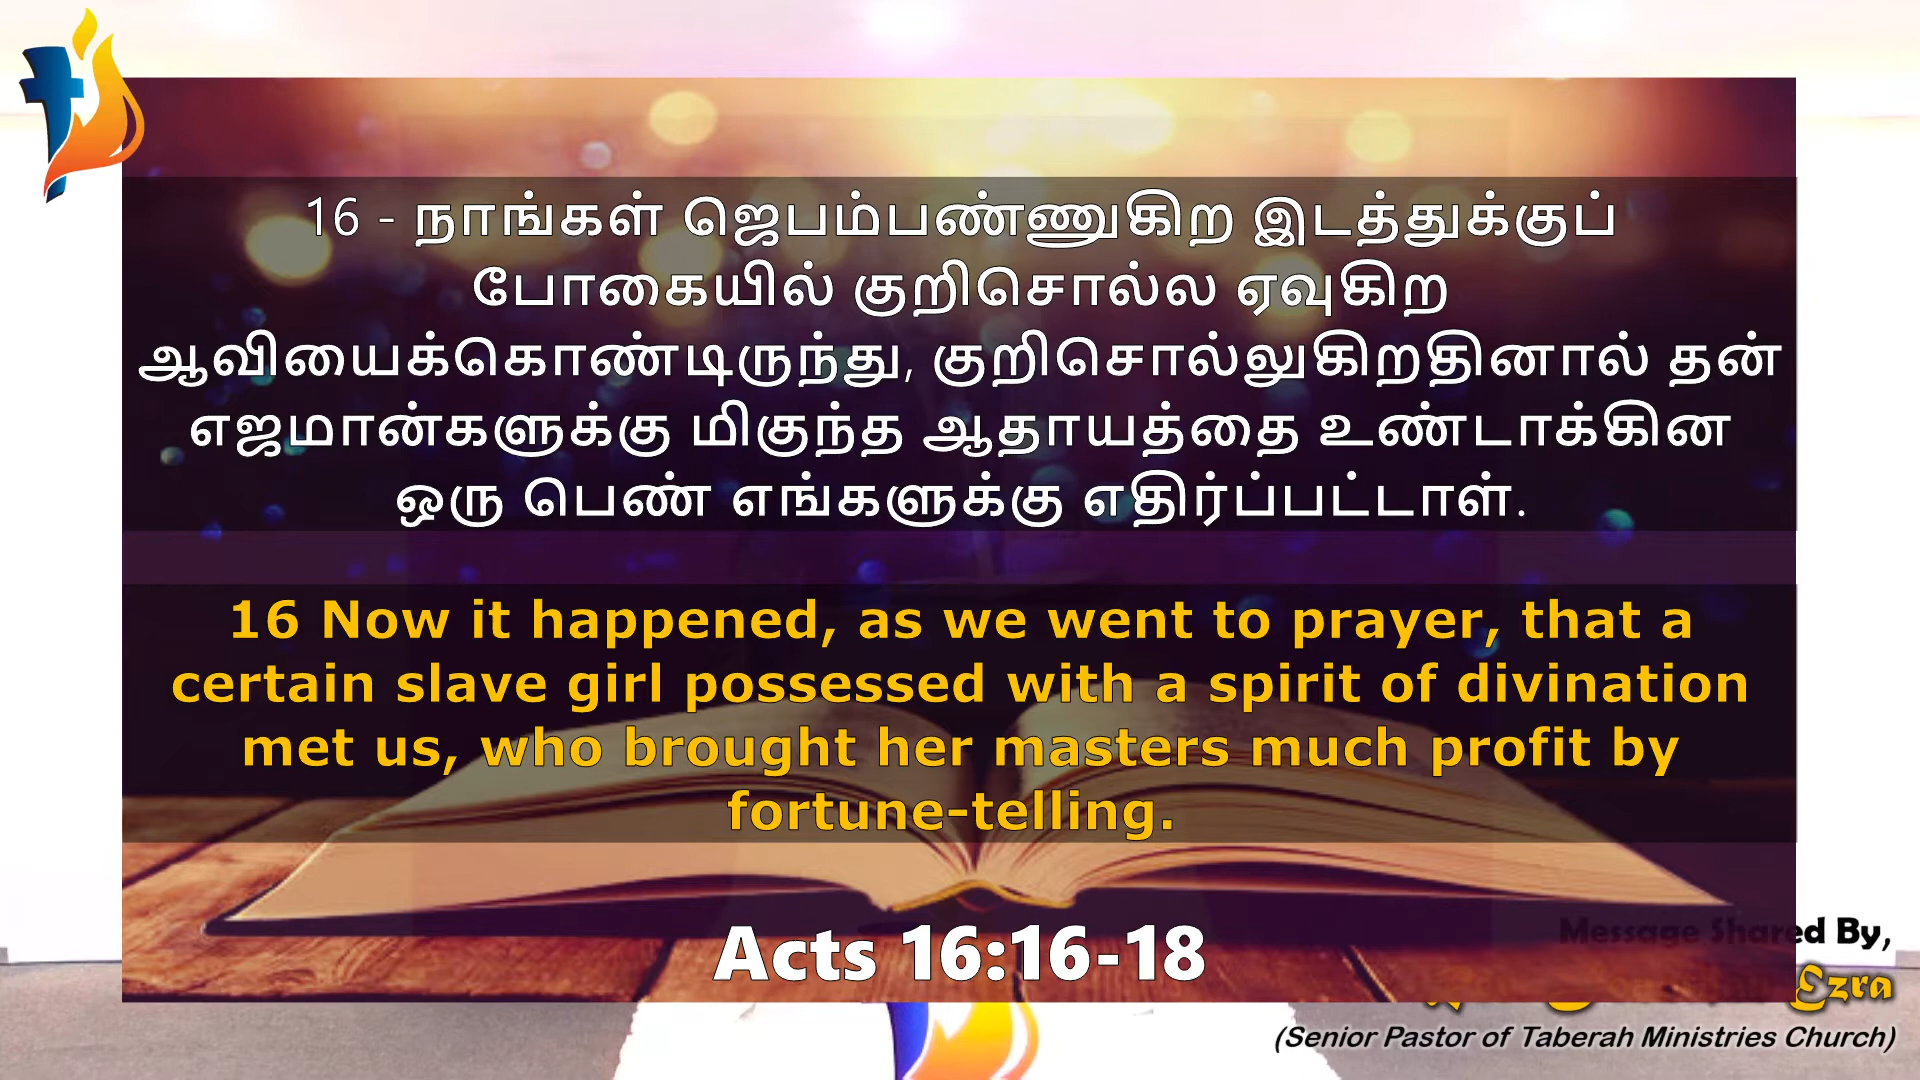 16 - நாங்கள் ஜெபம்பண்ணுகிற இடத்துக்குப்
போகையில் குறிசொல்ல ஏவுகிற
ஆவியைக்கொண்டிருந்து, குறிசொல்லுகிறதினால் தன்
எஜமான்களுக்கு மிகுந்த ஆதாயத்தை உண்டாக்கின
ஒரு பெண் எங்களுக்கு எதிர்ப்பட்டாள்.
16 Now it happened, as we went to prayer, that a
certain slave girl possessed with a spirit of divination
met us, who brought her masters much profit by
fortune-telling.
Acts 16:16-18
Message Shared By,
Ezra
(Senior Pastor of Taberah Ministries Church)